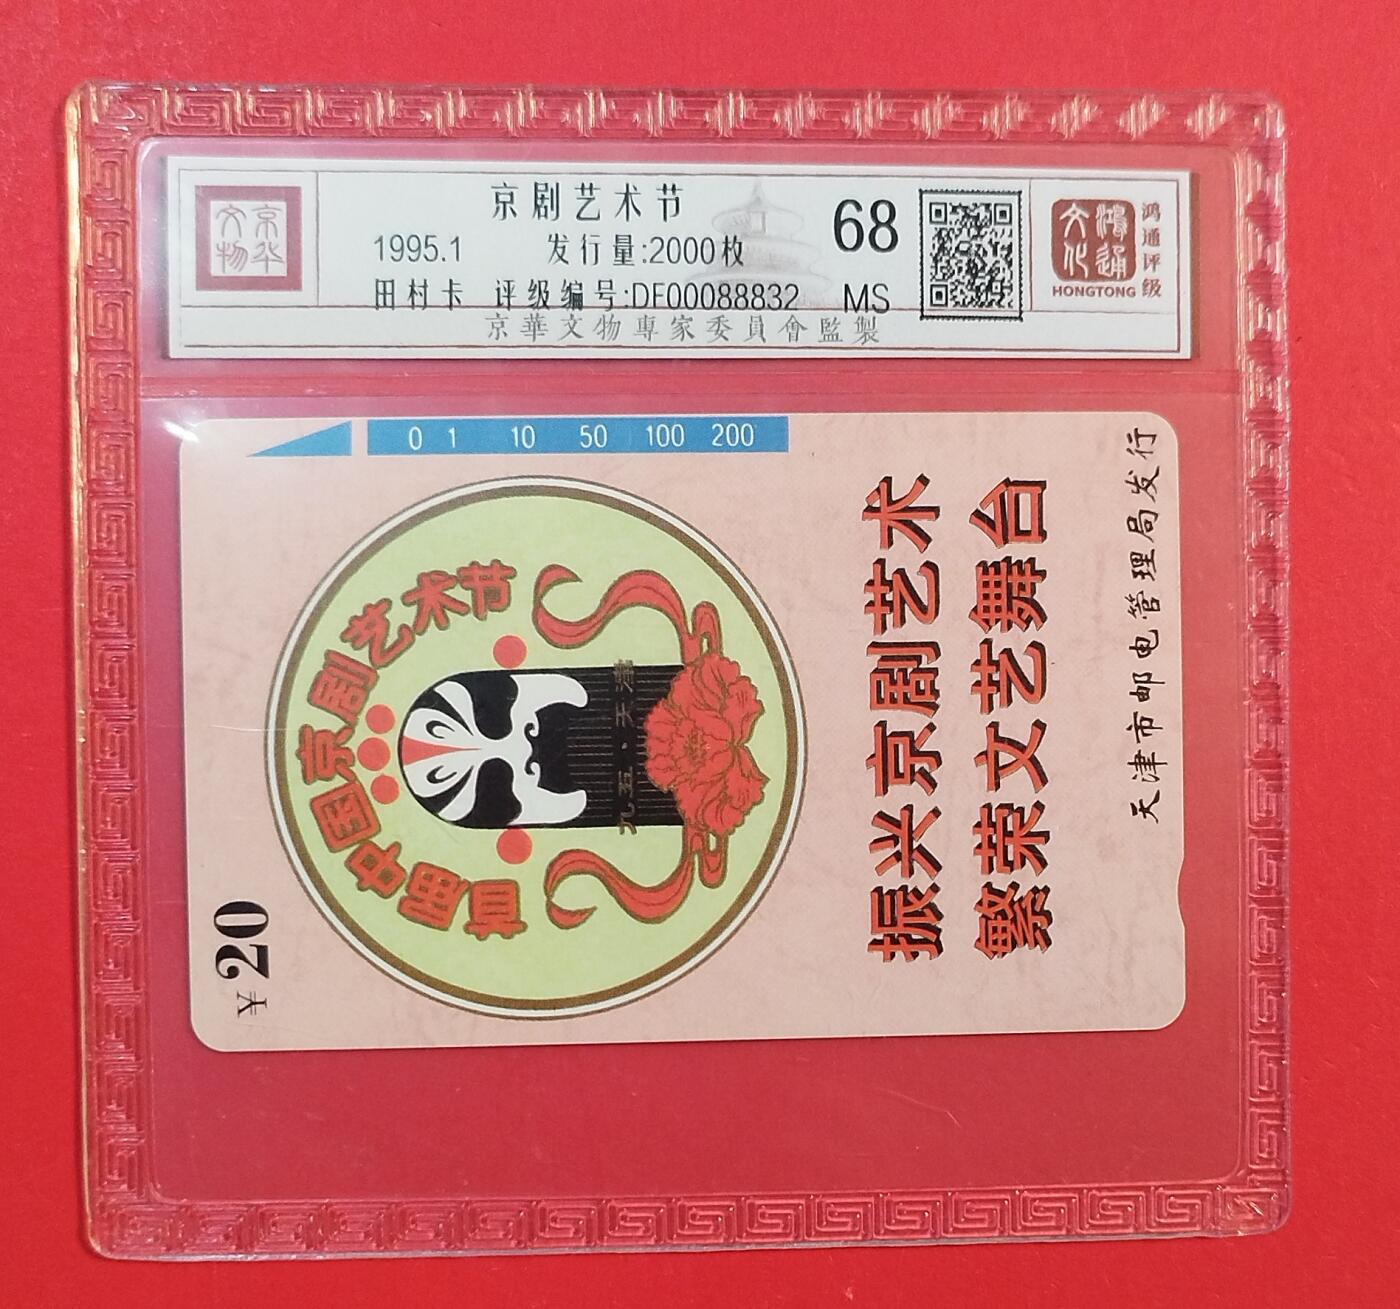 京华文物
京剧艺术节
1995.1 发行量:2000枚
田村卡 评级编号:DF00088832
68
MS
京華文物專家委員會監製
鸿通文化
HONGTONG
鸿通评级
0 1 10 50 100 200
¥20
首届中国京剧艺术节
九五·天津
振兴京剧艺术
繁荣文艺舞台
天津市邮电管理局发行